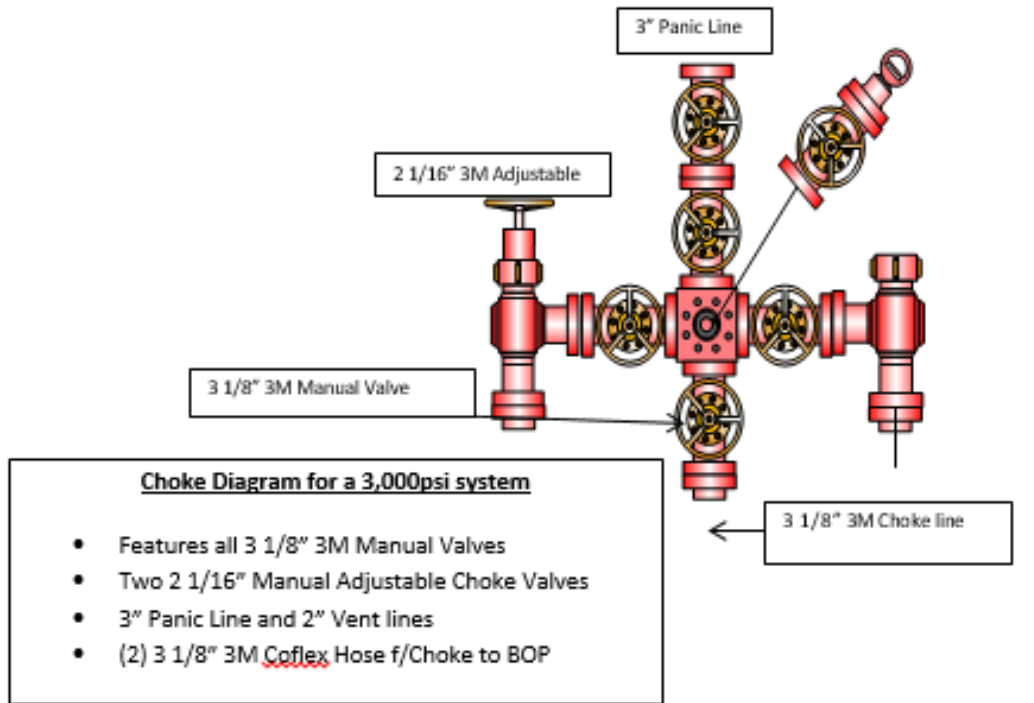 3” Panic Line
2 1/16” 3M Adjustable
3 1/8” 3M Manual Valve
Choke Diagram for a 3,000psi system
• Features all 3 1/8” 3M Manual Valves
• Two 2 1/16” Manual Adjustable Choke Valves
• 3” Panic Line and 2” Vent lines
• (2) 3 1/8” 3M Coflex Hose f/Choke to BOP
3 1/8” 3M Choke line